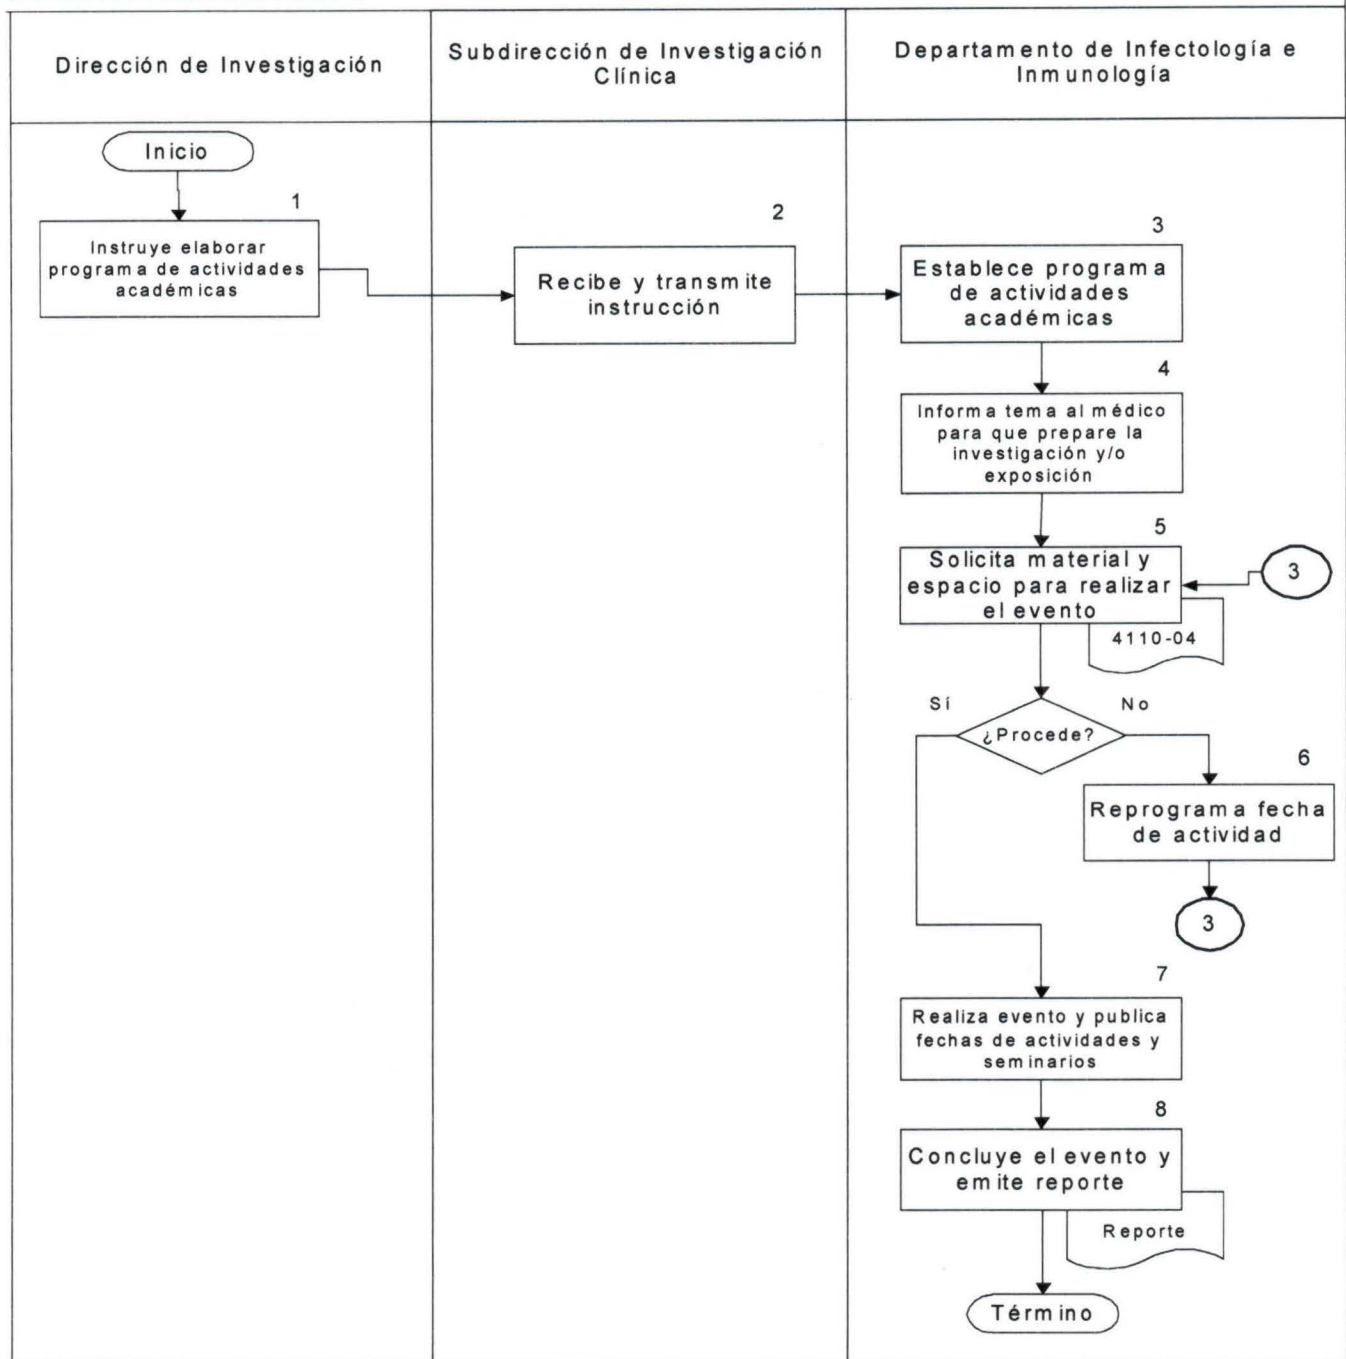 Dirección de Investigación
Subdirección de Investigación
Clínica
Departamento de Infectología e
Inmunología
Inicio
1
Instruye elaborar
programa de actividades
académicas
2
Recibe y transmite
instrucción
3
Establece programa
de actividades
académicas
4
Informa tema al médico
para que prepare la
investigación y/o
exposición
5
Solicita material y
espacio para realizar
el evento
3
4110-04
Sí
No
¿Procede?
6
Reprograma fecha
de actividad
3
7
Realiza evento y publica
fechas de actividades y
seminarios
8
Concluye el evento y
emite reporte
Reporte
Término